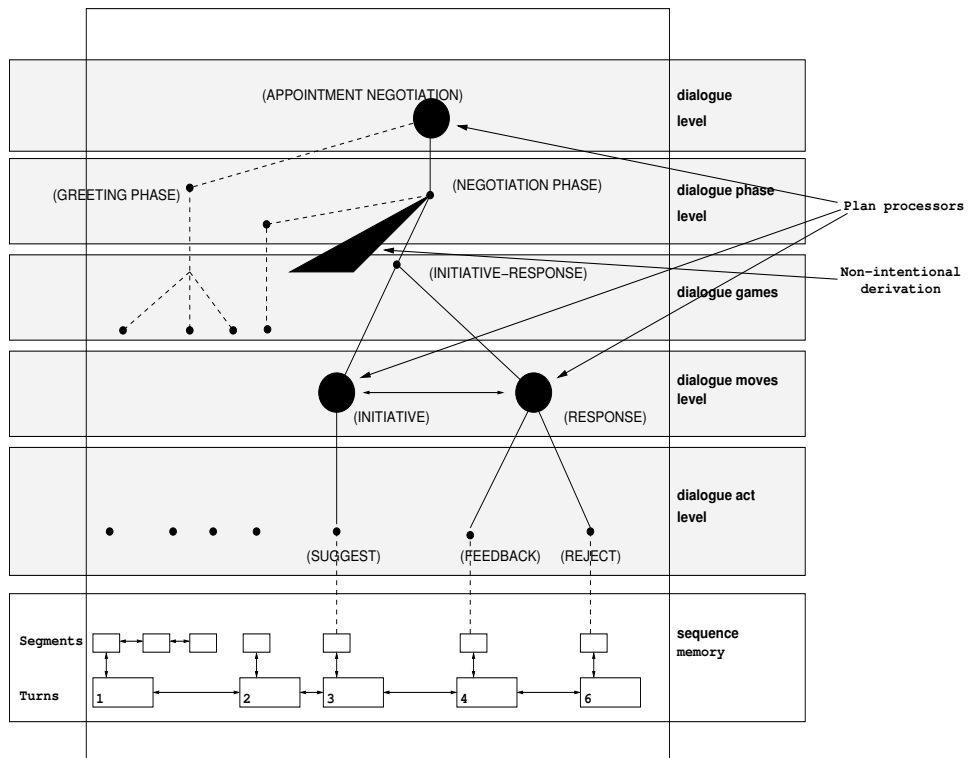 (APPOINTMENT NEGOTIATION)
dialogue
level
(GREETING PHASE)
(NEGOTIATION PHASE)
dialogue phase
level
Plan processors
(INITIATIVE−RESPONSE)
dialogue games
Non-intentional
derivation
(INITIATIVE)
(RESPONSE)
dialogue moves
level
dialogue act
level
(SUGGEST)
(FEEDBACK)
(REJECT)
Segments
sequence
memory
Turns
1
2
3
4
6